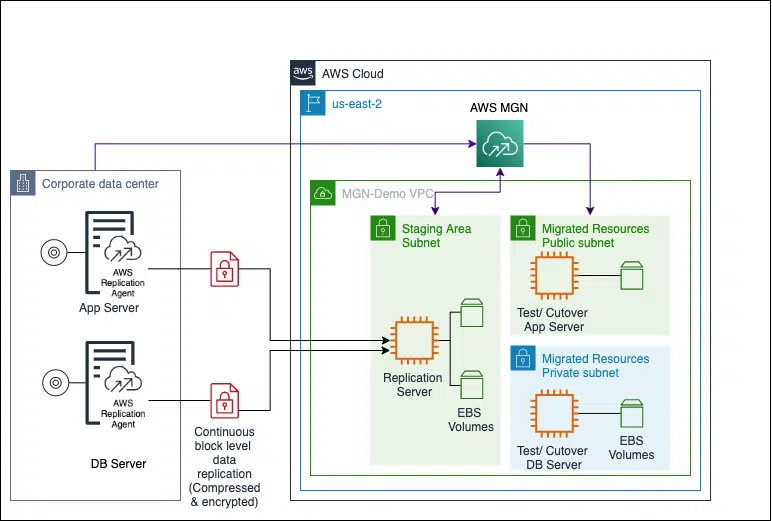 aws
AWS Cloud
us-east-2
AWS MGN
Corporate data center
MGN-Demo VPC
AWS
Replication
Agent
App Server
Staging Area
Subnet
Migrated Resources
Public subnet
Test/ Cutover
App Server
AWS
Replication
Agent
DB Server
Continuous
block level
data
replication
(Compressed
& encrypted)
Replication
Server
EBS
Volumes
Migrated Resources
Private subnet
Test/ Cutover
DB Server
EBS
Volumes